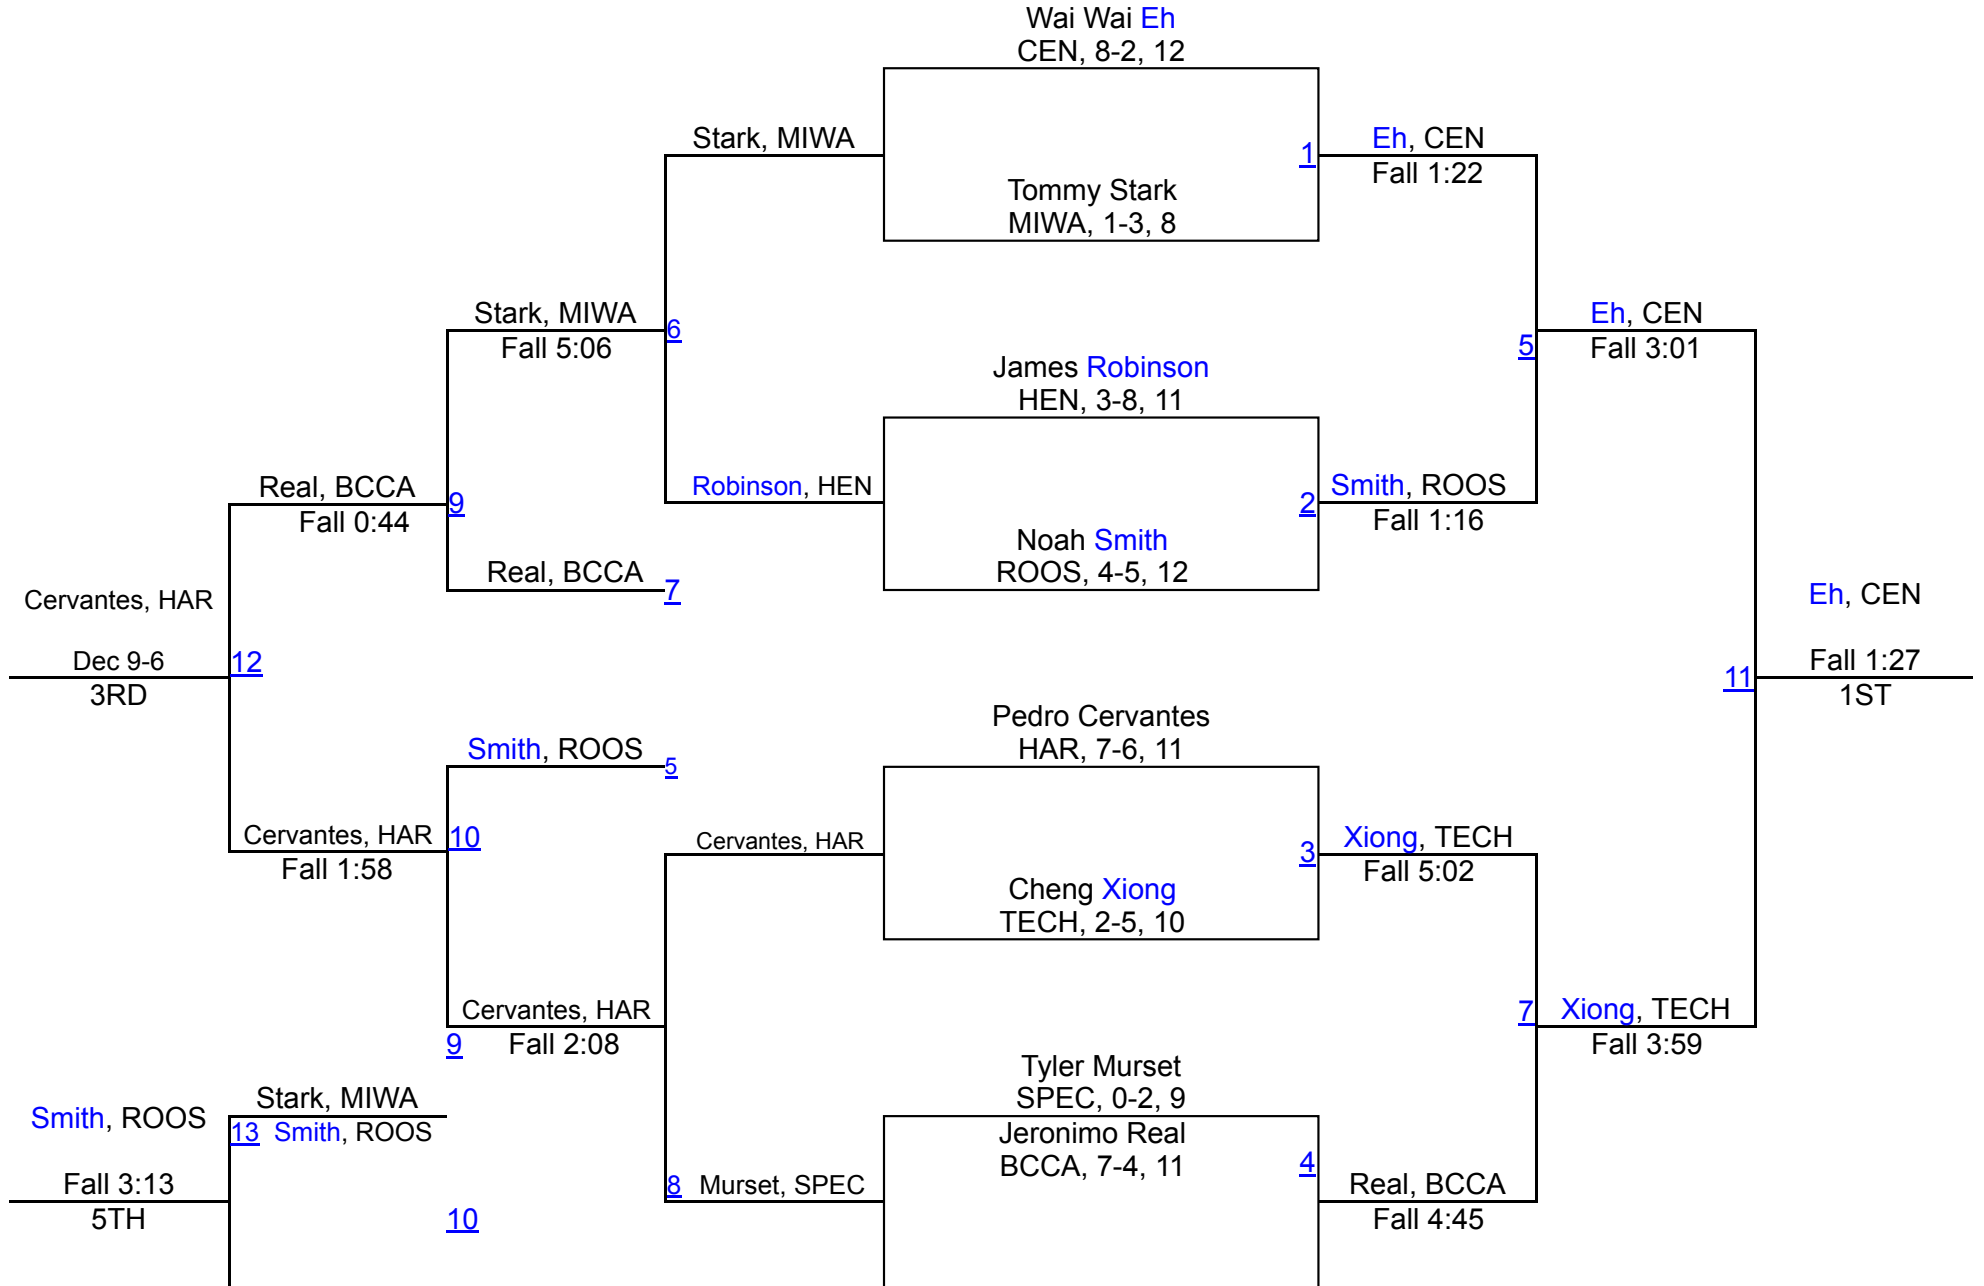 Wai Wai Eh
CEN, 8-2, 12
Stark, MIWA
1
Eh, CEN
Fall 1:22
Tommy Stark
MIWA, 1-3, 8
Stark, MIWA
Fall 5:06
6
Eh, CEN
Fall 3:01
5
James Robinson
HEN, 3-8, 11
Real, BCCA
Fall 0:44
9
Robinson, HEN
2
Smith, ROOS
Fall 1:16
Noah Smith
ROOS, 4-5, 12
Real, BCCA
7
Cervantes, HAR
Dec 9-6
3RD
12
Eh, CEN
Fall 1:27
1ST
11
Pedro Cervantes
HAR, 7-6, 11
Smith, ROOS
5
Cervantes, HAR
Fall 1:58
10
Cervantes, HAR
3
Xiong, TECH
Fall 5:02
Cheng Xiong
TECH, 2-5, 10
Cervantes, HAR
Fall 2:08
9
7
Xiong, TECH
Fall 3:59
Tyler Murset
SPEC, 0-2, 9
Stark, MIWA
Smith, ROOS
13
Smith, ROOS
Jeronimo Real
BCCA, 7-4, 11
4
Fall 3:13
5TH
10
8
Murset, SPEC
Real, BCCA
Fall 4:45